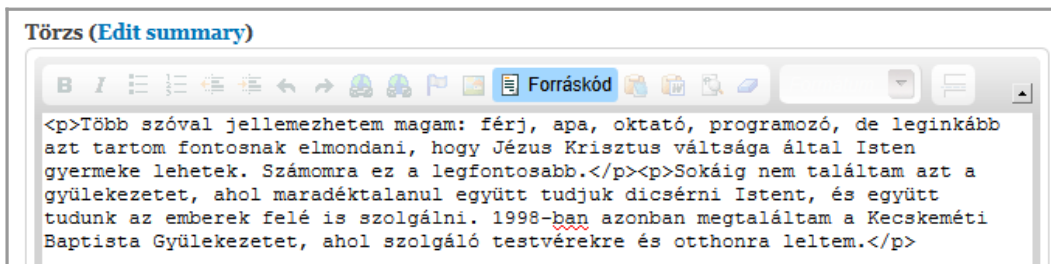 Törzs (Edit summary)
B I Forráskód
<p>Több szóval jellemezhetem magam: férj, apa, oktató, programozó, de leginkább
azt tartom fontosnak elmondani, hogy Jézus Krisztus váltsága által Isten
gyermeke lehetek. Számomra ez a legfontosabb.</p><p>Sokáig nem találtam azt a
gyülekezetet, ahol maradéktalanul együtt tudjuk dicsérni Istent, és együtt
tudunk az emberek felé is szolgálni. 1998-ban azonban megtaláltam a Kecskeméti
Baptista Gyülekezetet, ahol szolgáló testvérekre és otthonra leltem.</p>